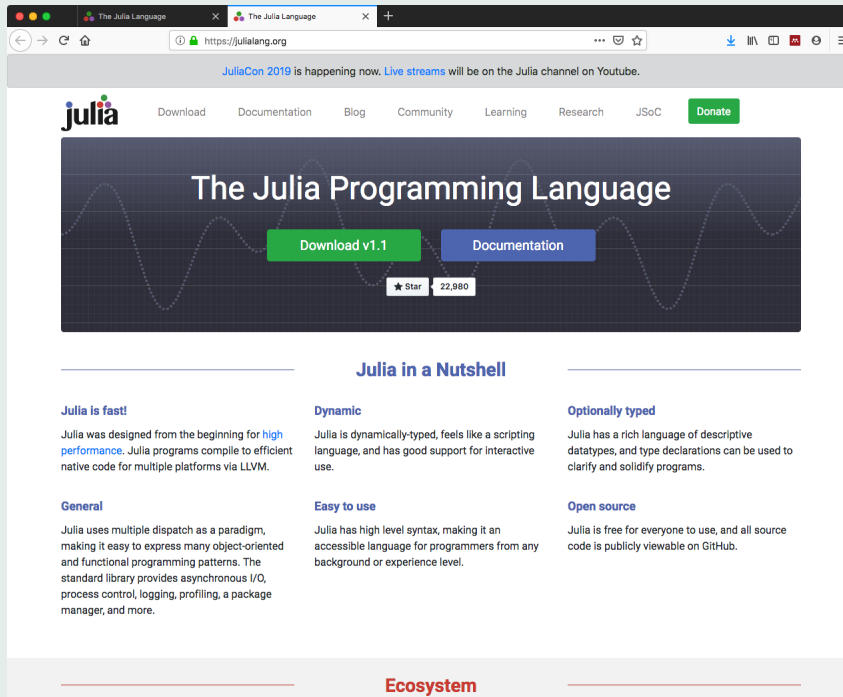 The Julia Language
The Julia Language
https://julialang.org
JuliaCon 2019 is happening now. Live streams will be on the Julia channel on Youtube.
julia
Download
Documentation
Blog
Community
Learning
Research
JSoC
Donate
The Julia Programming Language
Download v1.1
Documentation
Star
22,980
Julia in a Nutshell
Julia is fast!
Julia was designed from the beginning for high
performance. Julia programs compile to efficient
native code for multiple platforms via LLVM.
Dynamic
Julia is dynamically-typed, feels like a scripting
language, and has good support for interactive
use.
Optionally typed
Julia has a rich language of descriptive
datatypes, and type declarations can be used to
clarify and solidify programs.
General
Julia uses multiple dispatch as a paradigm,
making it easy to express many object-oriented
and functional programming patterns. The
standard library provides asynchronous I/O,
process control, logging, profiling, a package
manager, and more.
Easy to use
Julia has high level syntax, making it an
accessible language for programmers from any
background or experience level.
Open source
Julia is free for everyone to use, and all source
code is publicly viewable on GitHub.
Ecosystem